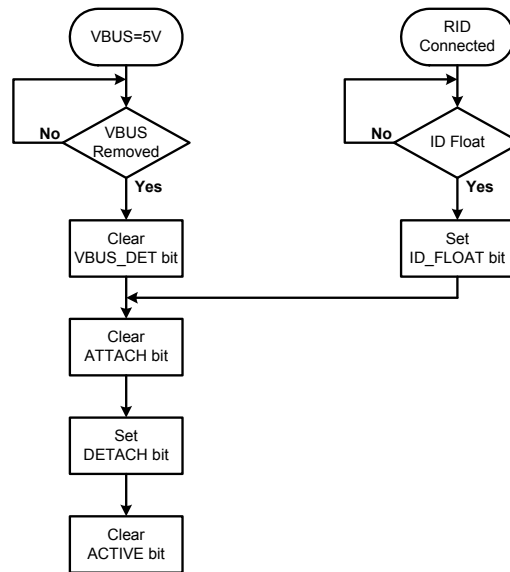 VBUS=5V
RID
Connected
No
VBUS
Removed
Yes
No
ID Float
Yes
Clear
VBUS_DET bit
Set
ID_FLOAT bit
Clear
ATTACH bit
Set
DETACH bit
Clear
ACTIVE bit